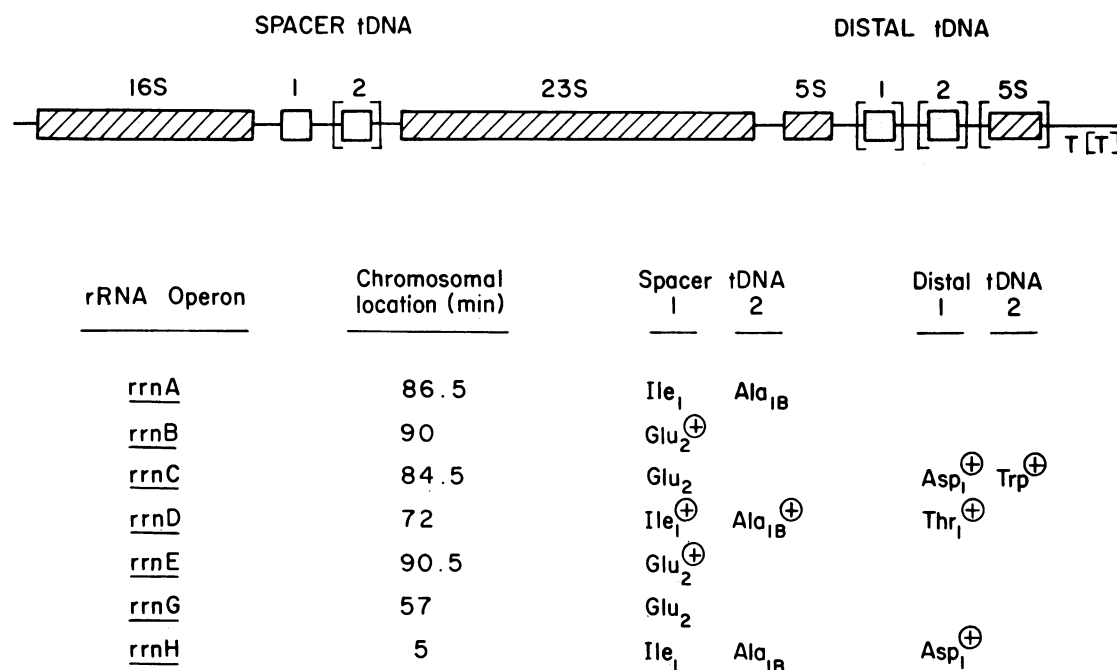 SPACER tDNA DISTAL tDNA
16S 1 [2] 23S 5S [1] [2] [5S]
T [T]
rRNA Operon Chromosomal location (min) Spacer tDNA Distal tDNA
1 2 1 2
rrnA 86.5 Ile₁ Ala₁B
rrnB 90 Glu₂⊕
rrnC 84.5 Glu₂ Asp₁⊕ Trp⊕
rrnD 72 Ile₁⊕ Ala₁B⊕ Thr₁⊕
rrnE 90.5 Glu₂⊕
rrnG 57 Glu₂
rrnH 5 Ile₁ Ala₁B Asp₁⊕